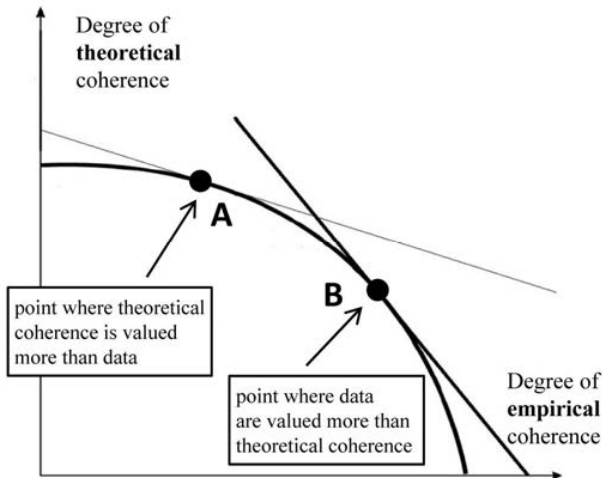 Degree of
theoretical
coherence
A
point where theoretical
coherence is valued
more than data
B
point where data
are valued more than
theoretical coherence
Degree of
empirical
coherence